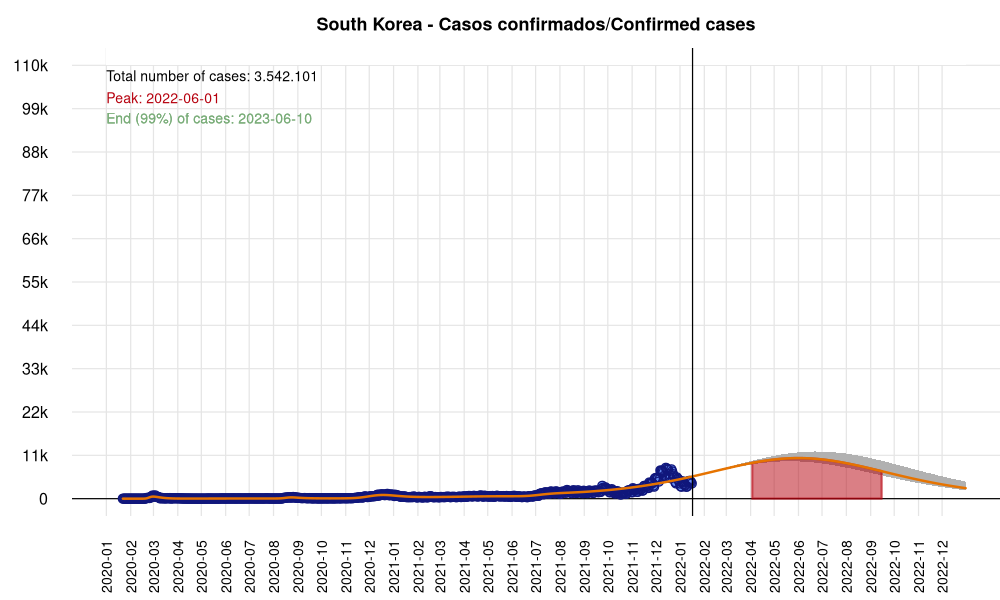 South Korea - Casos confirmados/Confirmed cases
110k
99k
88k
77k
66k
55k
44k
33k
22k
11k
0
Total number of cases: 3.542.101
Peak: 2022-06-01
End (99%) of cases: 2023-06-10
2020-01
2020-02
2020-03
2020-04
2020-05
2020-06
2020-07
2020-08
2020-09
2020-10
2020-11
2020-12
2021-01
2021-02
2021-03
2021-04
2021-05
2021-06
2021-07
2021-08
2021-09
2021-10
2021-11
2021-12
2022-01
2022-02
2022-03
2022-04
2022-05
2022-06
2022-07
2022-08
2022-09
2022-10
2022-11
2022-12